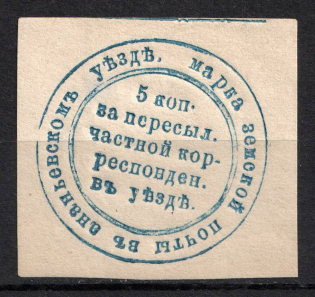 марка земской почты въ ананьевскомъ уѣздѣ.
5 коп.
за пересыл.
частной кор-
респонден.
въ уѣздѣ.